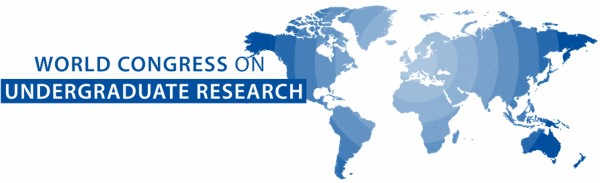 WORLD CONGRESS ON
UNDERGRADUATE RESEARCH